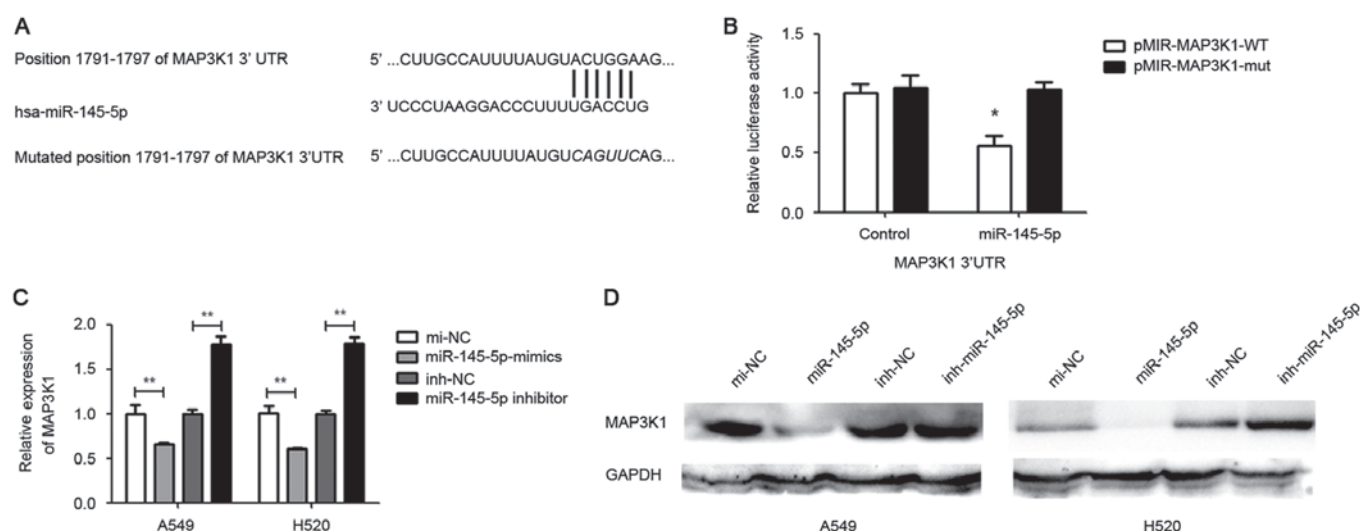 A
Position 1791-1797 of MAP3K1 3' UTR
5' ...CUUGCCAUUUUAUGUACUGGAAG...
hsa-miR-145-5p
3' UCCCUAAGGACCCUUUUGACCUG
Mutated position 1791-1797 of MAP3K1 3'UTR
5' ...CUUGCCAUUUUAUGUCAGUUCAG...
B
Relative luciferase activity
1.5
1.0
0.5
0.0
*
Control
miR-145-5p
MAP3K1 3'UTR
pMIR-MAP3K1-WT
pMIR-MAP3K1-mut
C
Relative expression
of MAP3K1
2.0
1.5
1.0
0.5
0.0
**
**
**
**
A549
H520
mi-NC
miR-145-5p-mimics
inh-NC
miR-145-5p inhibitor
D
mi-NC
miR-145-5p
inh-NC
inh-miR-145-5p
mi-NC
miR-145-5p
inh-NC
inh-miR-145-5p
MAP3K1
GAPDH
A549
H520